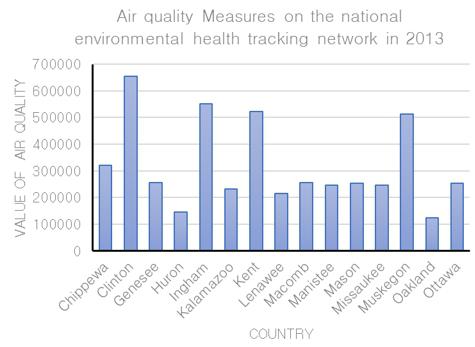 Air quality Measures on the national
environmental health tracking network in 2013
VALUE OF AIR QUALITY
700000
600000
500000
400000
300000
200000
100000
0
Chippewa
Clinton
Genesee
Huron
Ingham
Kalamazoo
Kent
Lenawee
Macomb
Manistee
Mason
Missaukee
Muskegon
Oakland
Ottawa
COUNTRY